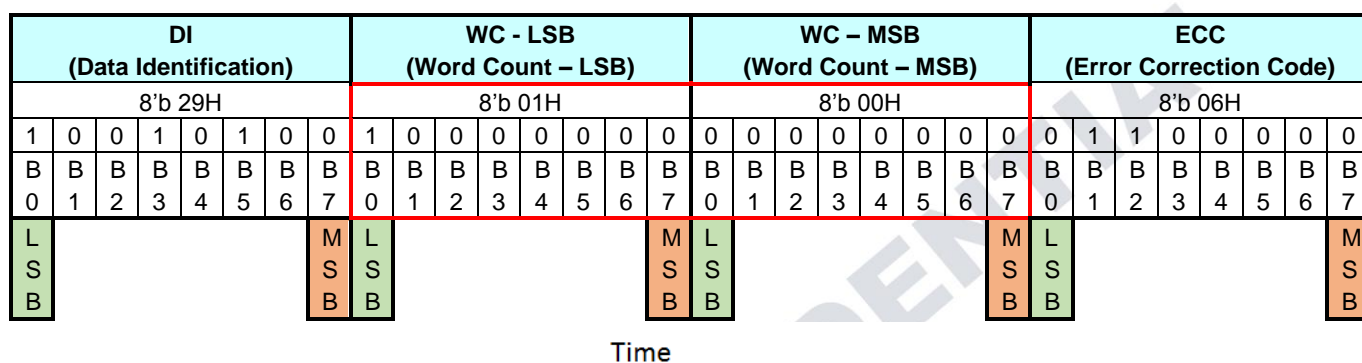 DI WC - LSB WC – MSB ECC
(Data Identification) (Word Count – LSB) (Word Count – MSB) (Error Correction Code)
8’b 29H 8’b 01H 8’b 00H 8’b 06H
1 0 0 1 0 1 0 0 1 0 0 0 0 0 0 0 0 0 0 0 0 0 0 0 0 1 1 0 0 0 0 0
B B B B B B B B B B B B B B B B B B B B B B B B B B B B B B B B
0 1 2 3 4 5 6 7 0 1 2 3 4 5 6 7 0 1 2 3 4 5 6 7 0 1 2 3 4 5 6 7
L M L M L M L M
S S S S S S S S
B B B B B B B B
Time